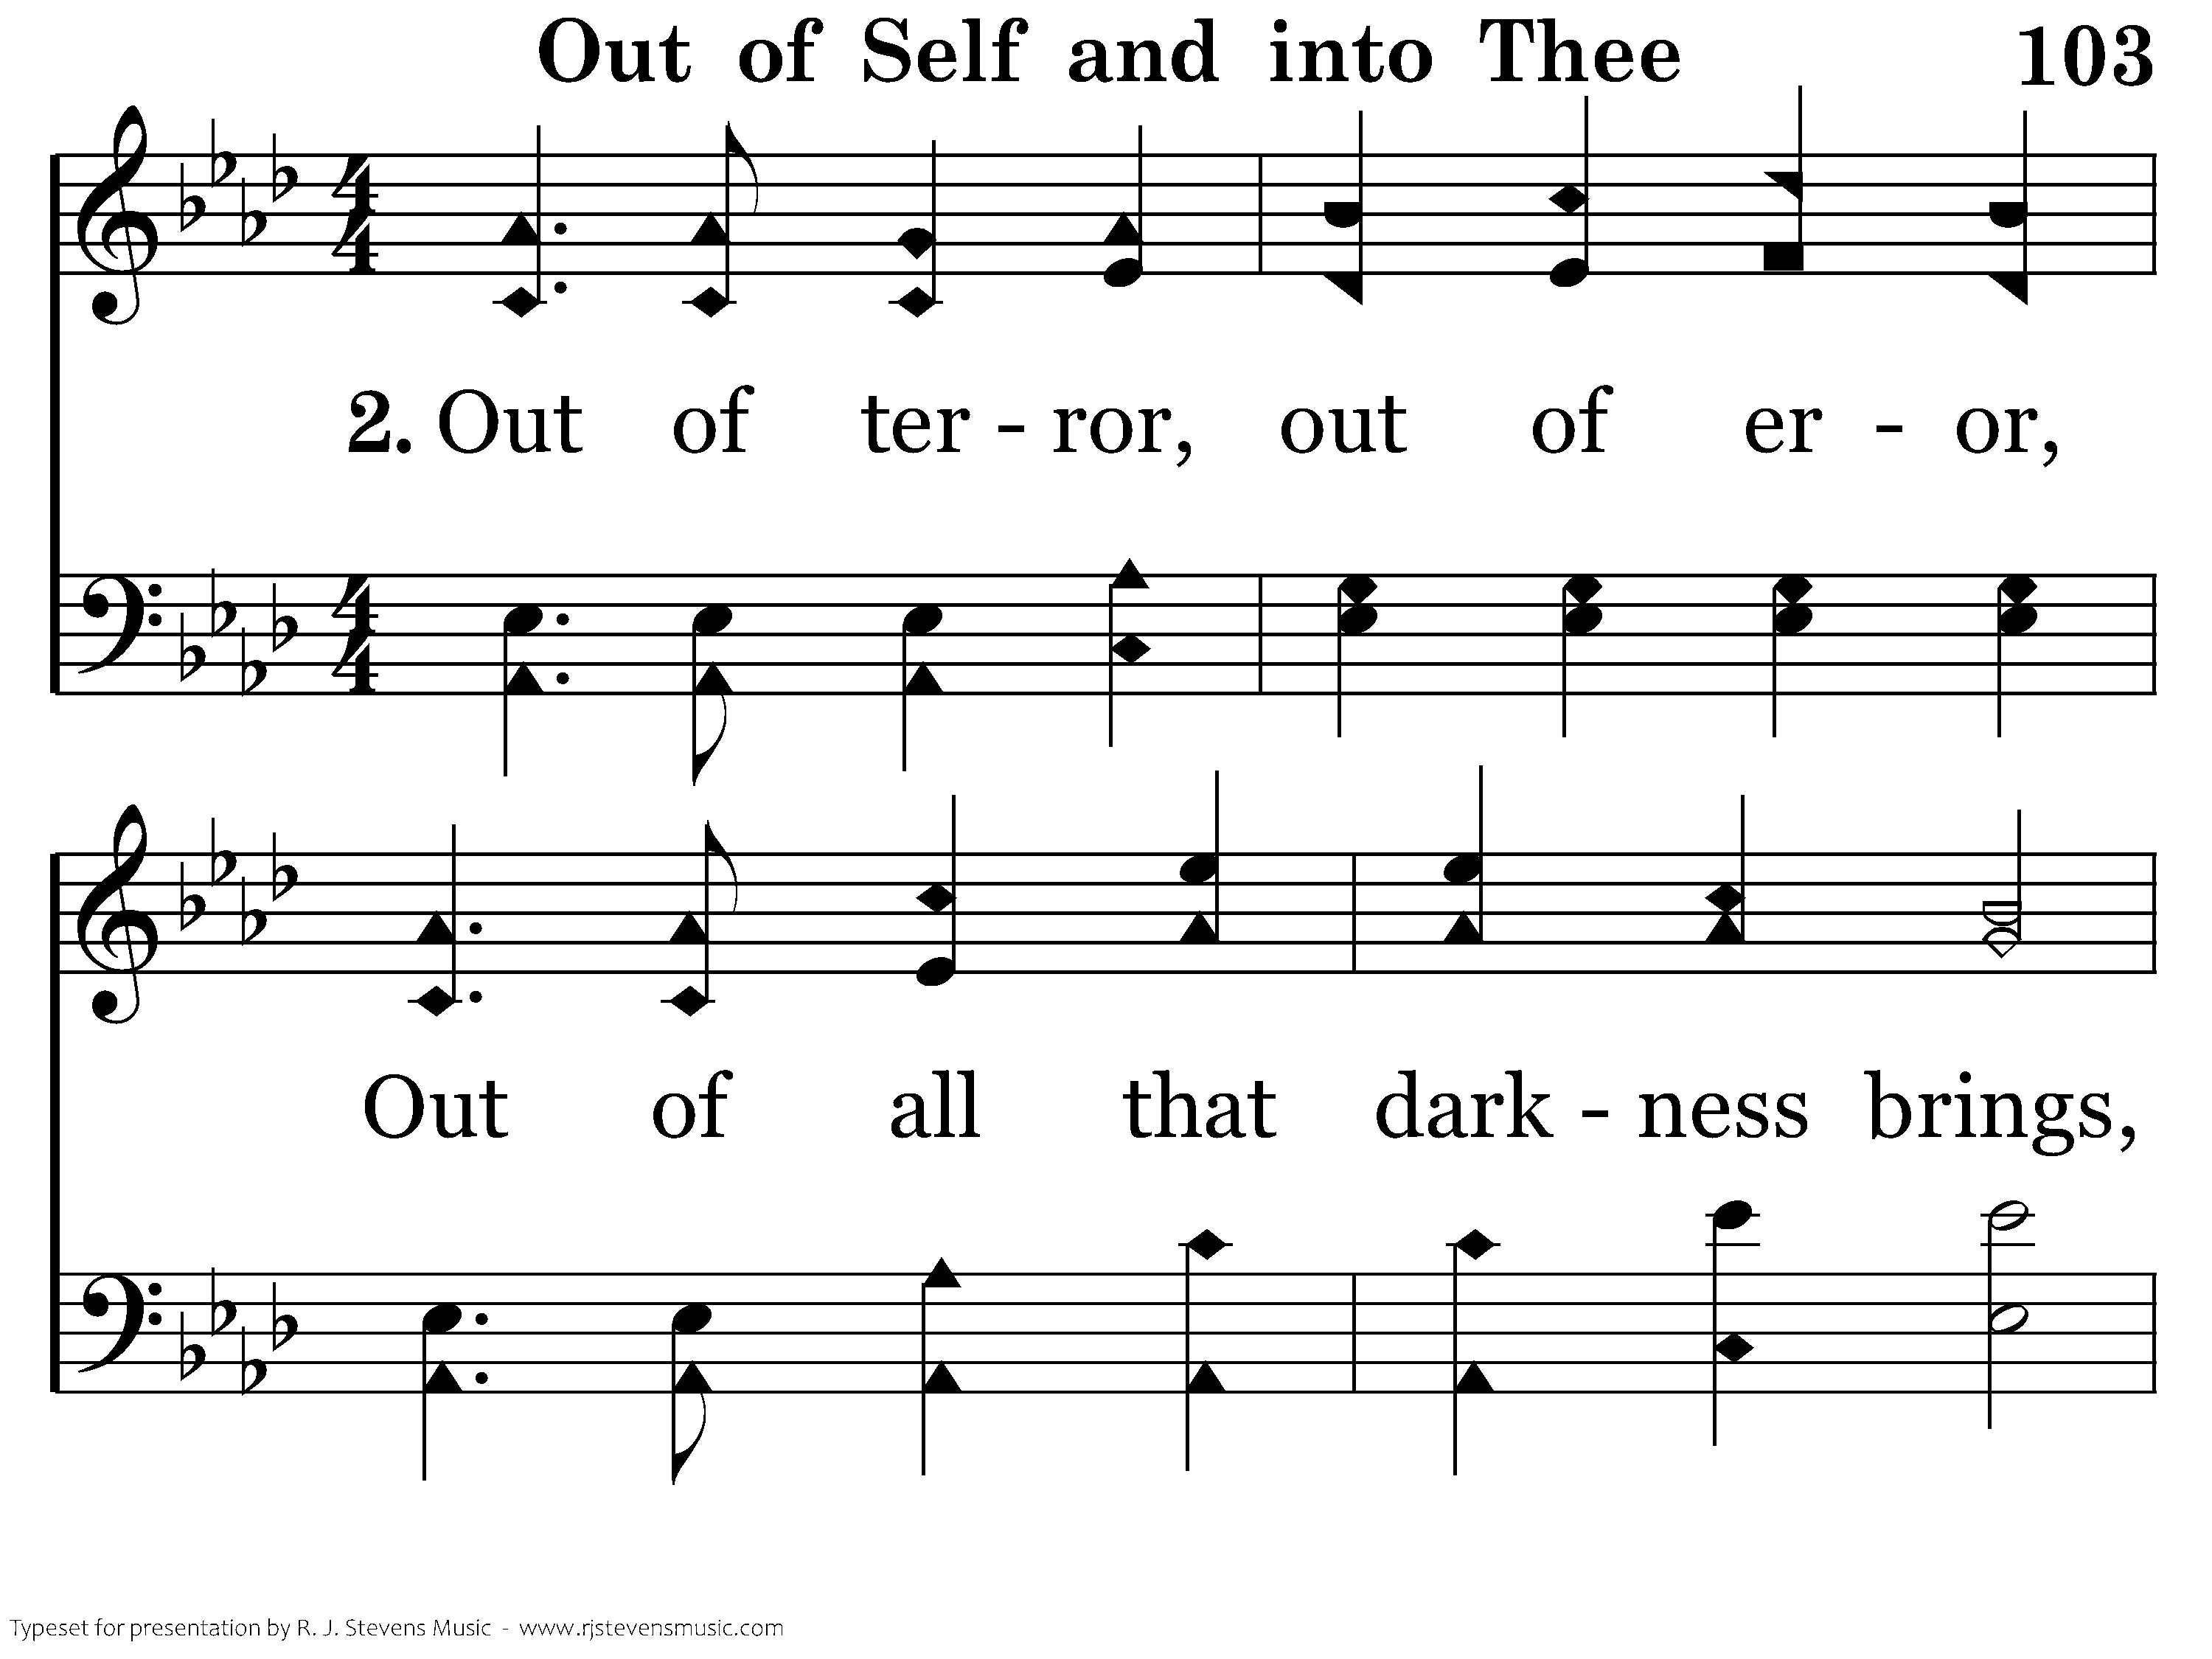 Out of Self and into Thee 103
2. Out of ter - ror, out of er - or,
Out of all that dark - ness brings,
Typeset for presentation by R. J. Stevens Music - www.rjstevensmusic.com